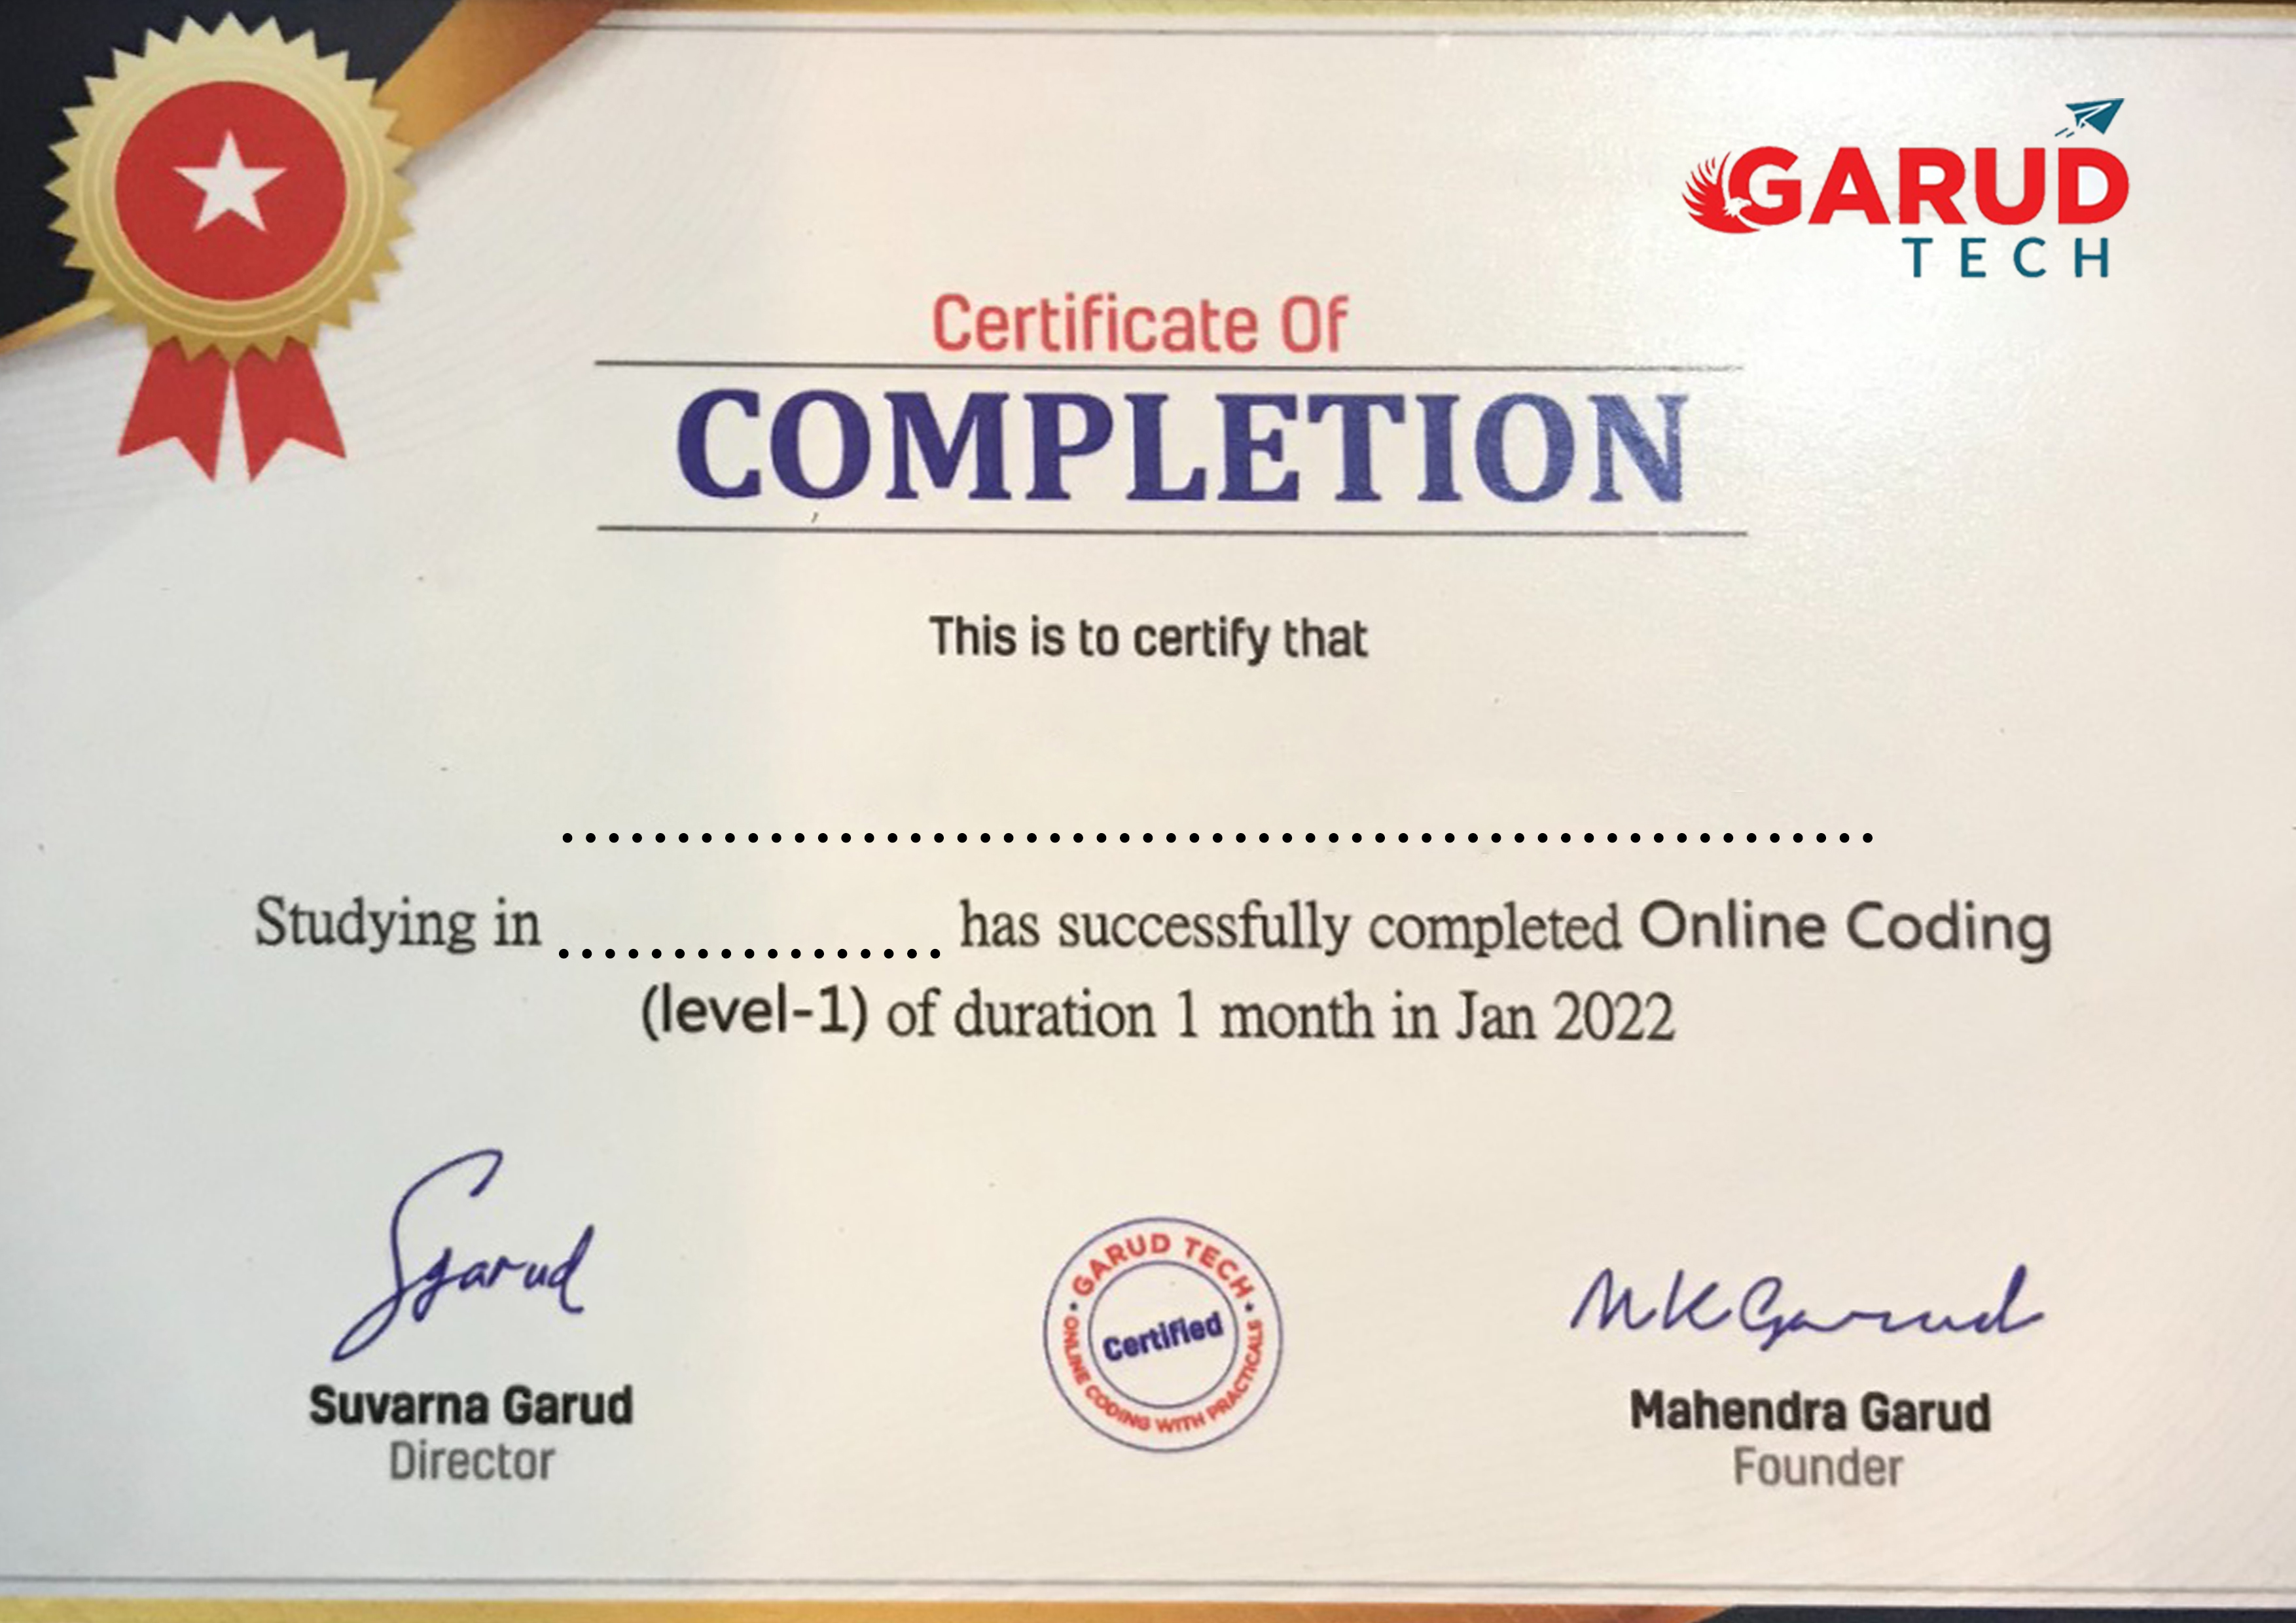 GARUD
TECH
Certificate Of
COMPLETION
This is to certify that
........................................................
Studying in ................. has successfully completed Online Coding
(level-1) of duration 1 month in Jan 2022
Sgarud
MKGarud
GARUD TECH
Certified
ONLINE CODING WITH PRACTICALS
Suvarna Garud
Director
Mahendra Garud
Founder